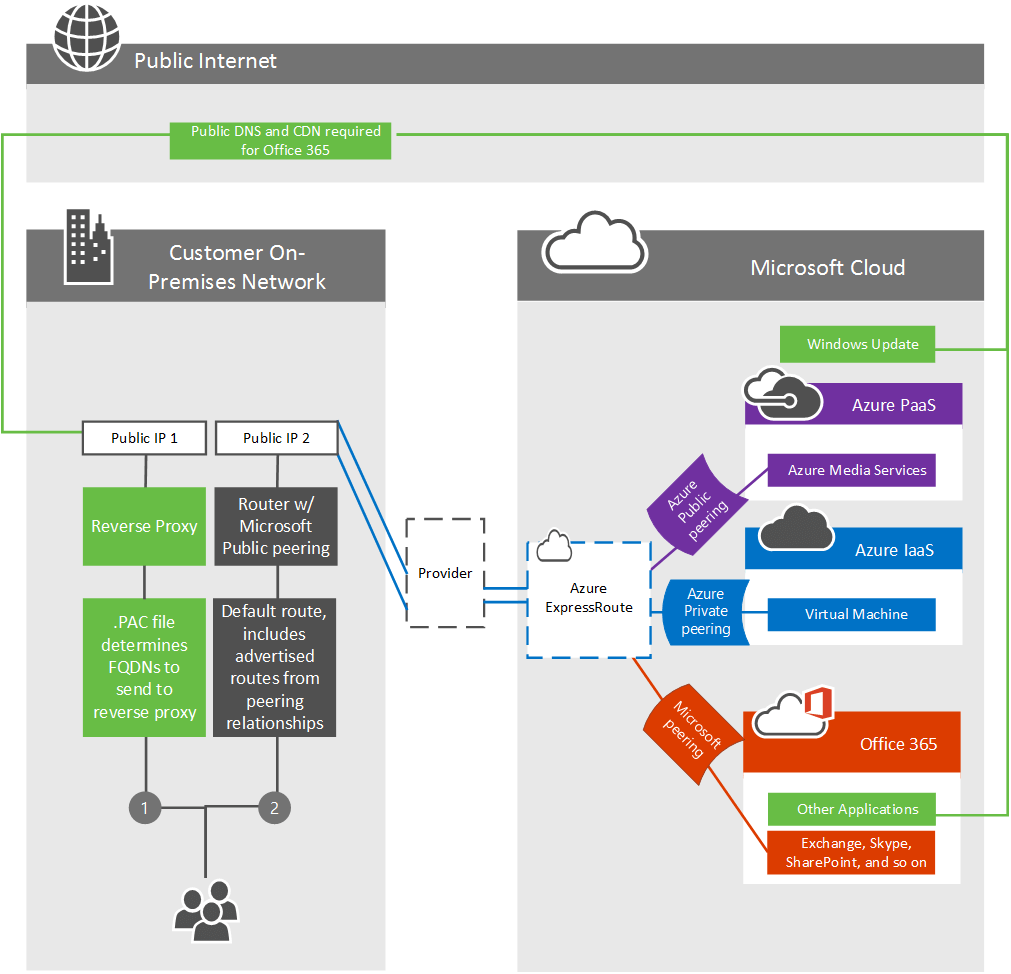 Public Internet
Public DNS and CDN required
for Office 365
Customer On-
Premises Network
Public IP 1
Public IP 2
Reverse Proxy
Router w/
Microsoft
Public peering
.PAC file
determines
FQDNs to
send to
reverse proxy
Default route,
includes
advertised
routes from
peering
relationships
1
2
Provider
Microsoft Cloud
Windows Update
Azure PaaS
Azure Media Services
Azure
Public
peering
Azure IaaS
Azure
ExpressRoute
Azure
Private
peering
Virtual Machine
Microsoft
peering
Office 365
Other Applications
Exchange, Skype,
SharePoint, and so on